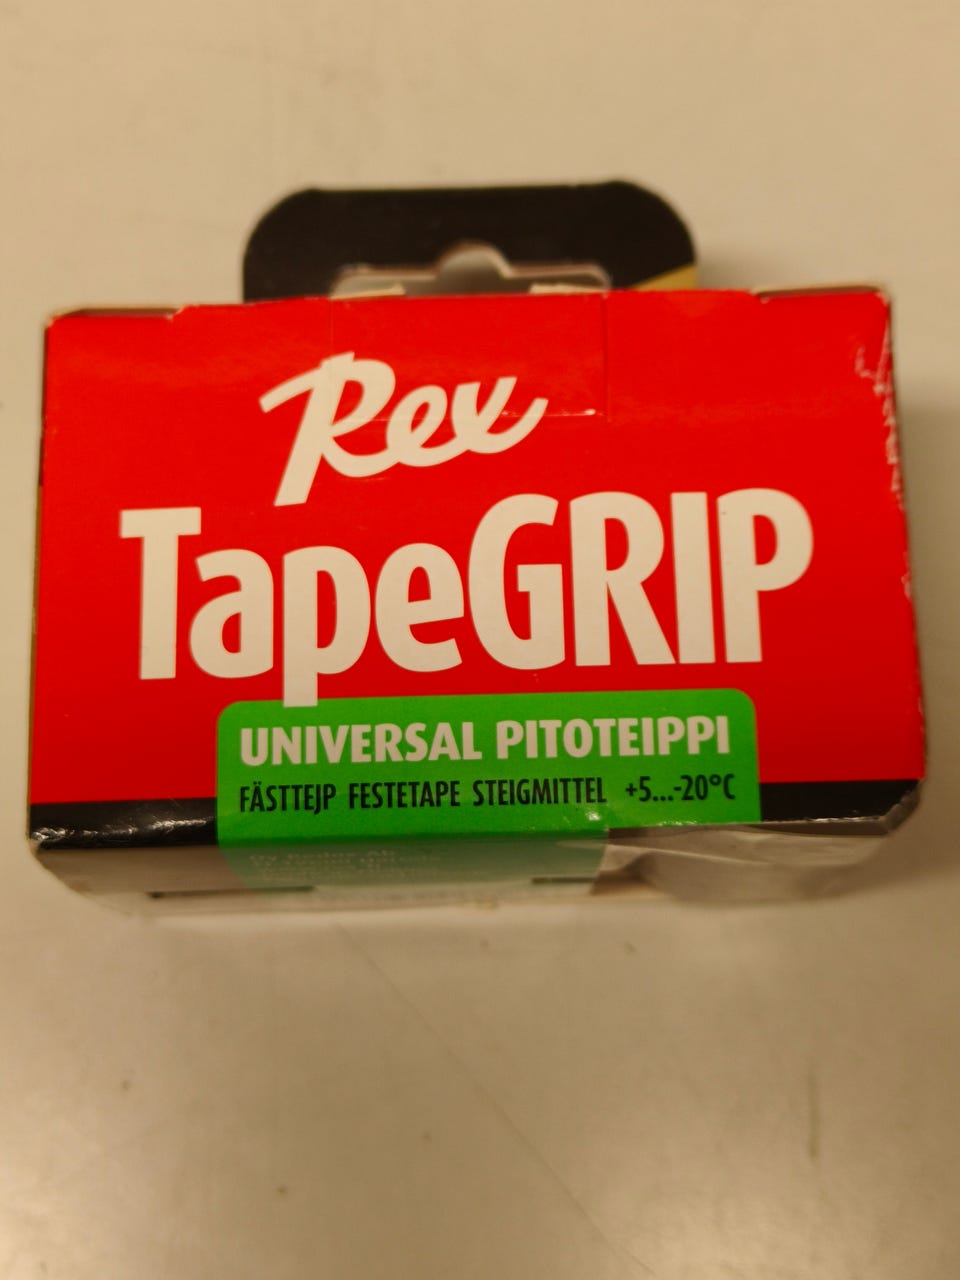 Rex
TapeGRIP
UNIVERSAL PITOTEIPPI
FÄSTTEJP FESTETAPE STEIGMITTEL +5...-20°C